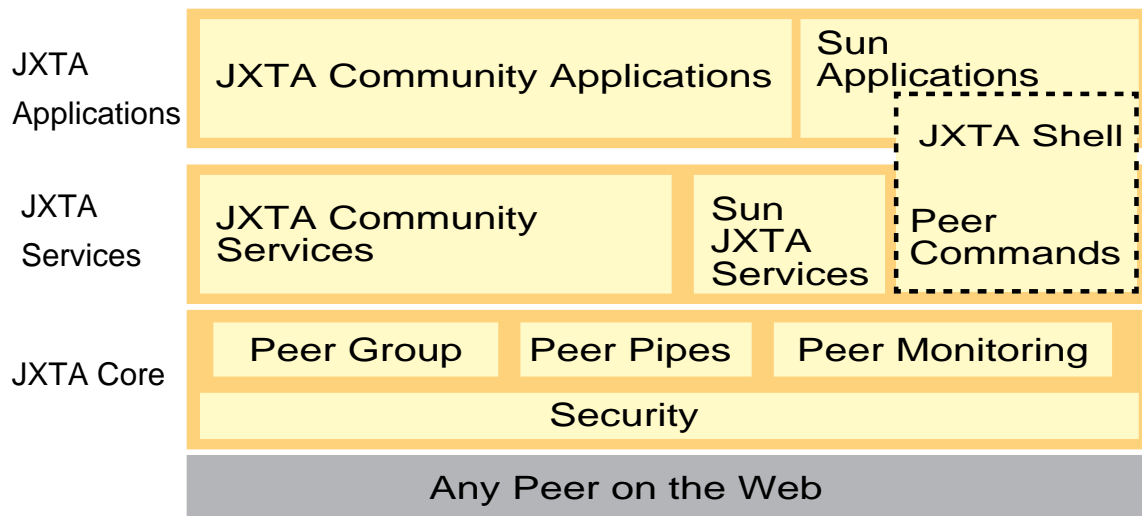 JXTA
Applications
JXTA Community Applications
Sun
Applications
JXTA Shell
JXTA
Services
JXTA Community
Services
Sun
JXTA
Services
Peer
Commands
JXTA Core
Peer Group
Peer Pipes
Peer Monitoring
Security
Any Peer on the Web